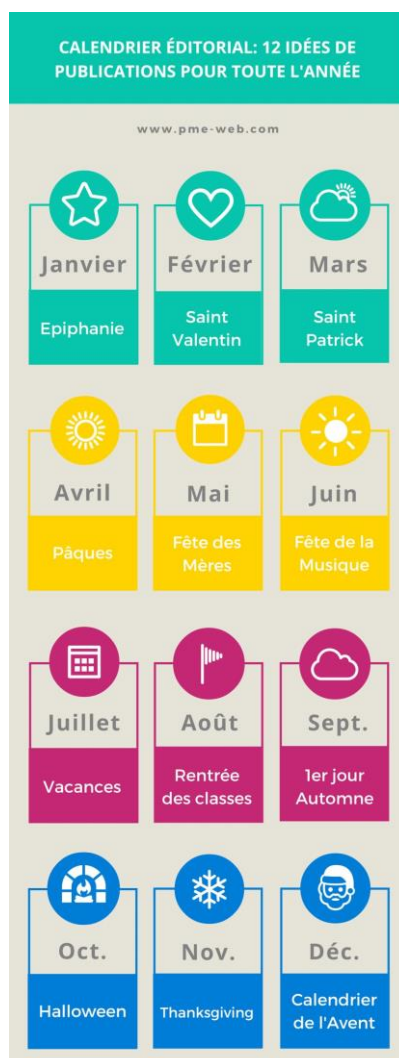 CALENDRIER ÉDITORIAL: 12 IDÉES DE
PUBLICATIONS POUR TOUTE L'ANNÉE
www.pme-web.com
Janvier
Epiphanie
Février
Saint
Valentin
Mars
Saint
Patrick
Avril
Pâques
Mai
Fête des
Mères
Juin
Fête de la
Musique
Juillet
Vacances
Août
Rentrée
des classes
Sept.
1er jour
Automne
Oct.
Halloween
Nov.
Thanksgiving
Déc.
Calendrier
de l'Avent